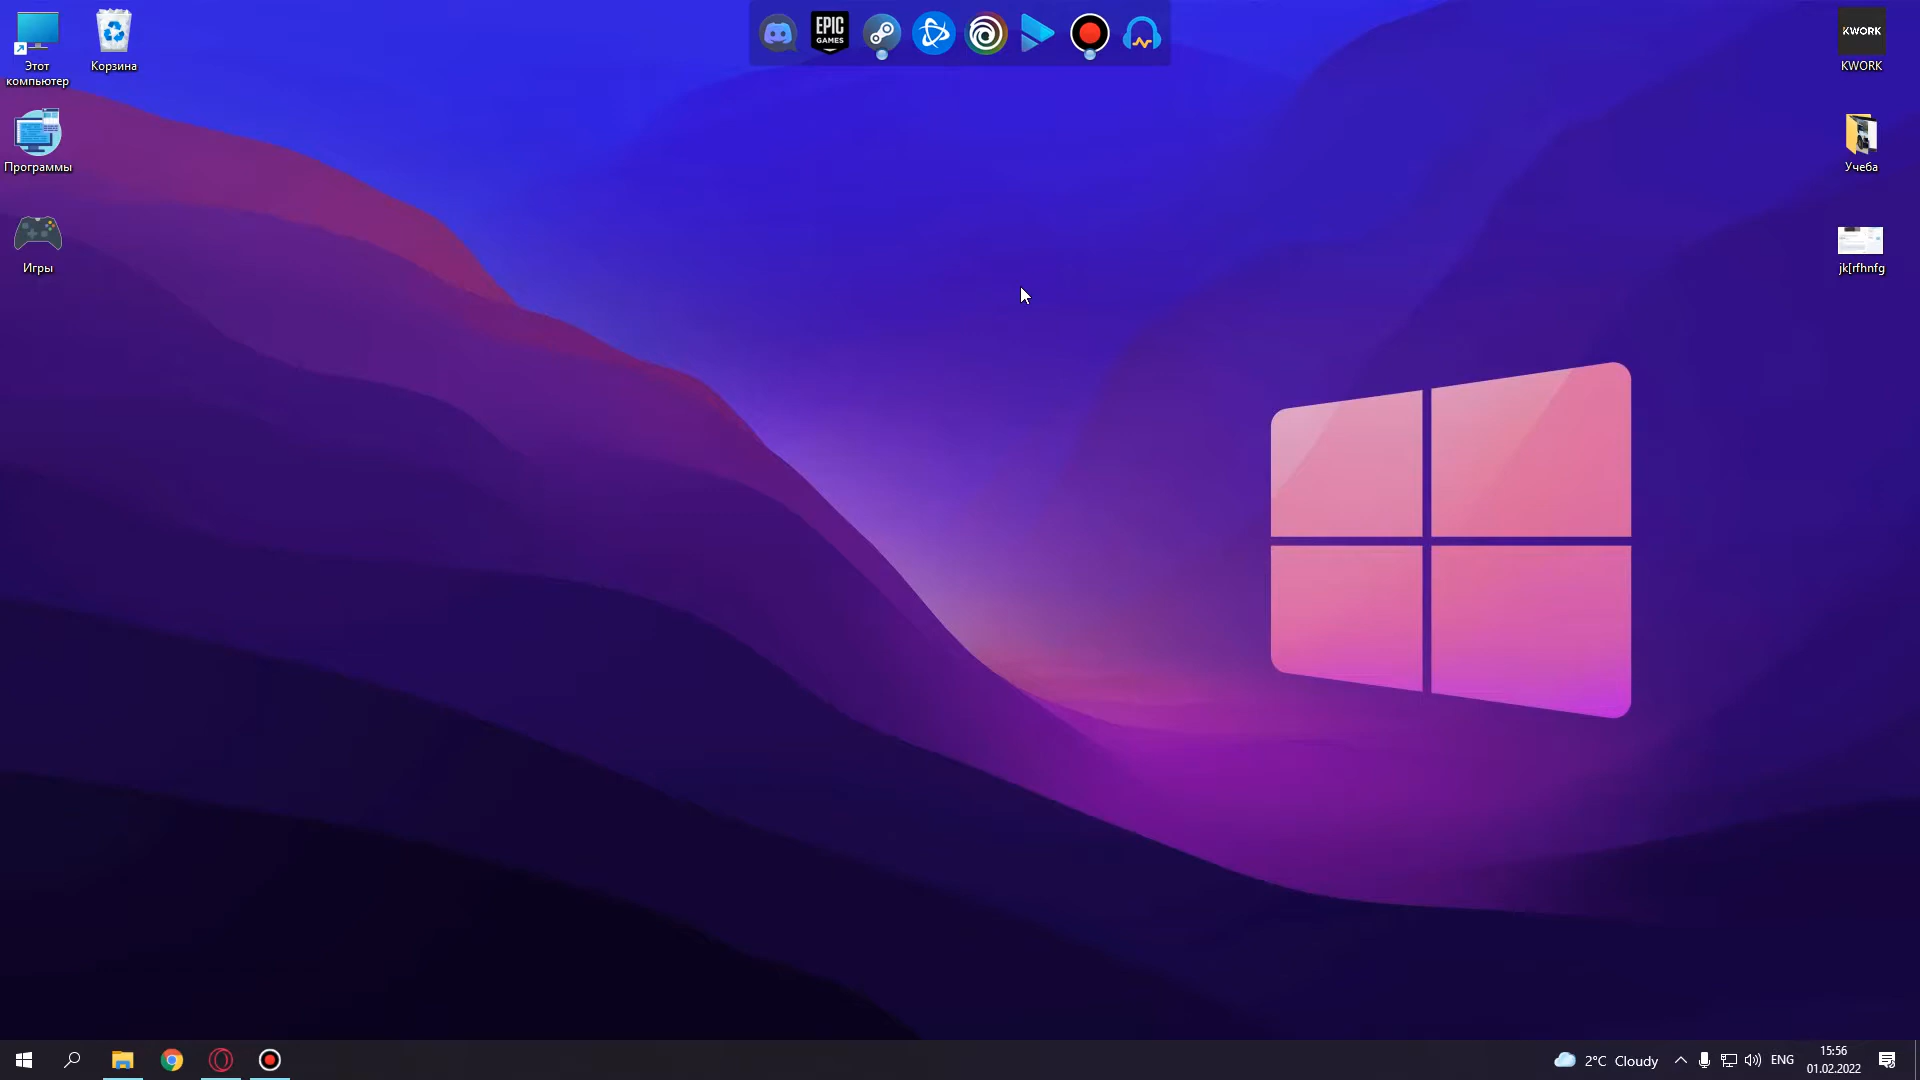 EPIC
GAMES
Этот
компьютер
Корзина
Программы
Игры
KWORK
KWORK
Учеба
jk[rfhnfg
2°C Cloudy
ENG
15:56
01.02.2022